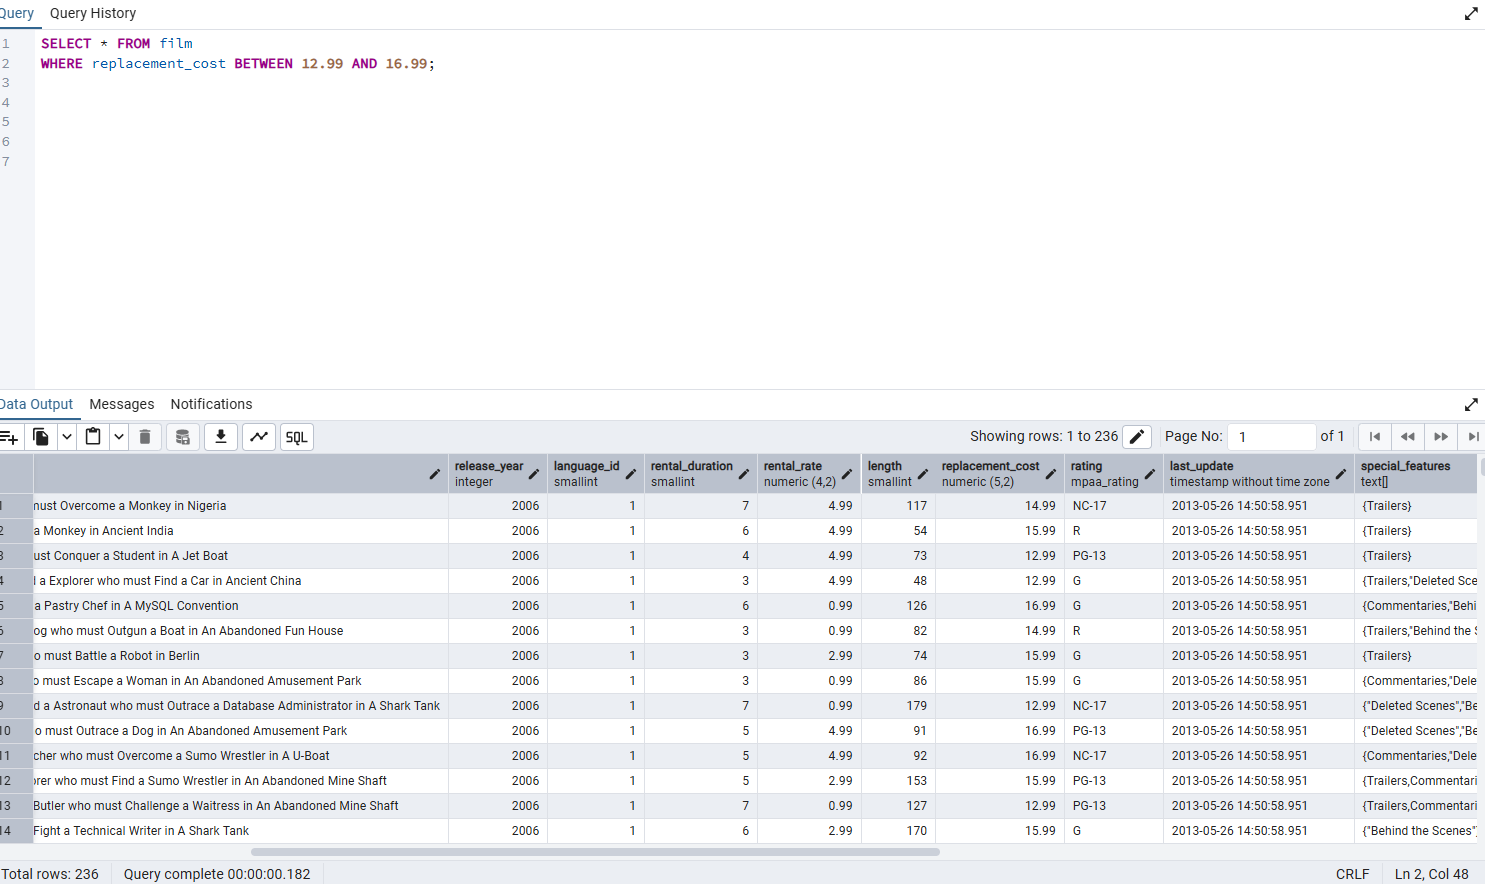 Query Query History
1 SELECT * FROM film
2 WHERE replacement_cost BETWEEN 12.99 AND 16.99;
3
4
5
6
7
Data Output Messages Notifications
SQL Showing rows: 1 to 236 Page No: 1 of 1
release_year language_id rental_duration rental_rate length replacement_cost rating last_update special_features
integer smallint smallint numeric (4,2) smallint numeric (5,2) mpaa_rating timestamp without time zone text[]
1 must Overcome a Monkey in Nigeria 2006 1 7 4.99 117 14.99 NC-17 2013-05-26 14:50:58.951 {Trailers}
2 a Monkey in Ancient India 2006 1 6 4.99 54 15.99 R 2013-05-26 14:50:58.951 {Trailers}
3 ust Conquer a Student in A Jet Boat 2006 1 4 4.99 73 12.99 PG-13 2013-05-26 14:50:58.951 {Trailers}
4 a Explorer who must Find a Car in Ancient China 2006 1 3 4.99 48 12.99 G 2013-05-26 14:50:58.951 {Trailers,"Deleted Sce
5 a Pastry Chef in A MySQL Convention 2006 1 6 0.99 126 16.99 G 2013-05-26 14:50:58.951 {Commentaries,"Behi
6 og who must Outgun a Boat in An Abandoned Fun House 2006 1 3 0.99 82 14.99 R 2013-05-26 14:50:58.951 {Trailers,"Behind the S
7 o must Battle a Robot in Berlin 2006 1 3 2.99 74 15.99 G 2013-05-26 14:50:58.951 {Trailers}
8 o must Escape a Woman in An Abandoned Amusement Park 2006 1 3 0.99 86 15.99 G 2013-05-26 14:50:58.951 {Commentaries,"Dele
9 d a Astronaut who must Outrace a Database Administrator in A Shark Tank 2006 1 7 0.99 179 12.99 NC-17 2013-05-26 14:50:58.951 {"Deleted Scenes","Be
10 o must Outrace a Dog in An Abandoned Amusement Park 2006 1 5 4.99 91 16.99 PG-13 2013-05-26 14:50:58.951 {"Deleted Scenes","Be
11 cher who must Overcome a Sumo Wrestler in A U-Boat 2006 1 5 4.99 92 16.99 NC-17 2013-05-26 14:50:58.951 {Commentaries,"Dele
12 rer who must Find a Sumo Wrestler in An Abandoned Mine Shaft 2006 1 5 2.99 153 15.99 PG-13 2013-05-26 14:50:58.951 {Trailers,Commentari
13 Butler who must Challenge a Waitress in An Abandoned Mine Shaft 2006 1 7 0.99 127 12.99 PG-13 2013-05-26 14:50:58.951 {Trailers,Commentari
14 Fight a Technical Writer in A Shark Tank 2006 1 6 2.99 170 15.99 G 2013-05-26 14:50:58.951 {"Behind the Scenes"}
Total rows: 236 Query complete 00:00:00.182 CRLF Ln 2, Col 48